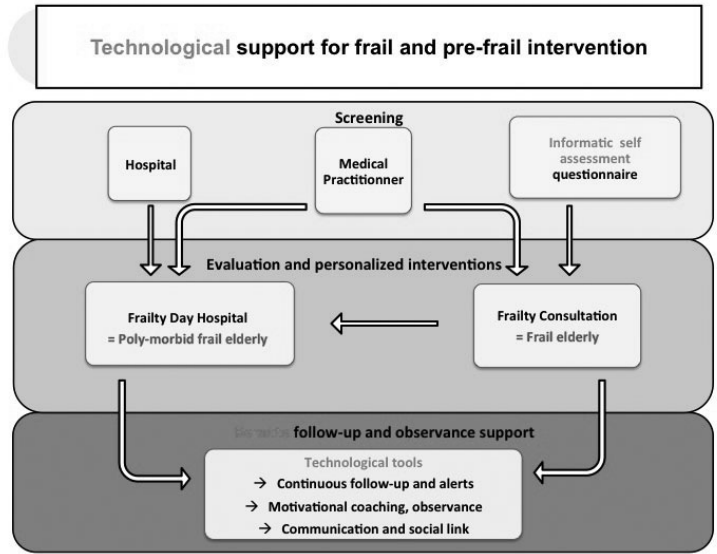 Technological support for frail and pre-frail intervention
Screening
Hospital
Medical
Practitionner
Informatic self
assessment
questionnaire
Evaluation and personalized interventions
Frailty Day Hospital
= Poly-morbid frail elderly
Frailty Consultation
= Frail elderly
follow-up and observance support
Technological tools
→ Continuous follow-up and alerts
→ Motivational coaching, observance
→ Communication and social link